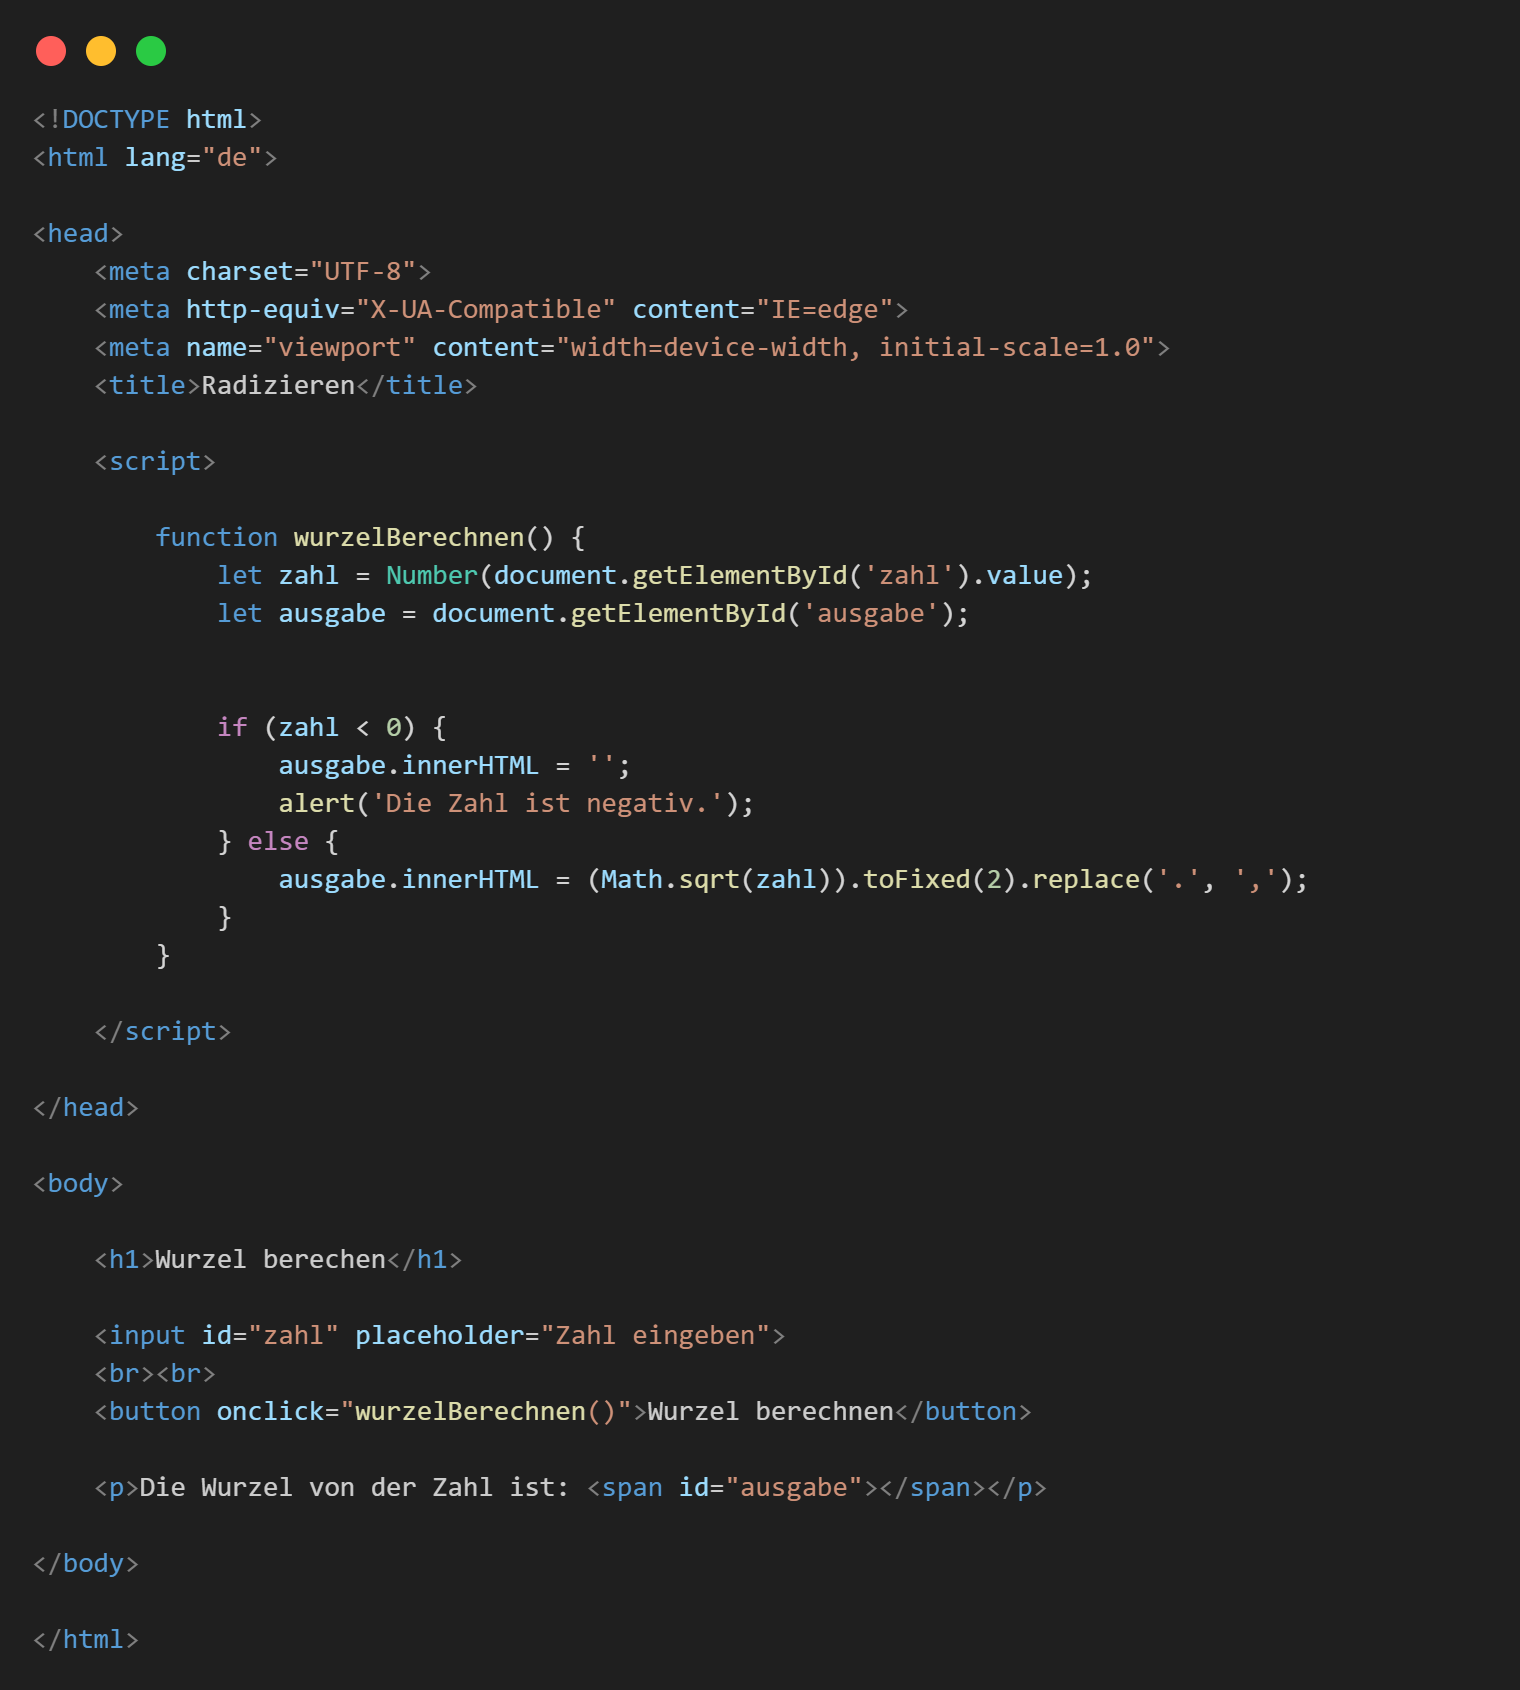 <!DOCTYPE html>
<html lang="de">

<head>
    <meta charset="UTF-8">
    <meta http-equiv="X-UA-Compatible" content="IE=edge">
    <meta name="viewport" content="width=device-width, initial-scale=1.0">
    <title>Radizieren</title>

    <script>

        function wurzelBerechnen() {
            let zahl = Number(document.getElementById('zahl').value);
            let ausgabe = document.getElementById('ausgabe');


            if (zahl < 0) {
                ausgabe.innerHTML = '';
                alert('Die Zahl ist negativ.');
            } else {
                ausgabe.innerHTML = (Math.sqrt(zahl)).toFixed(2).replace('.', ',');
            }
        }

    </script>

</head>

<body>

    <h1>Wurzel berechen</h1>

    <input id="zahl" placeholder="Zahl eingeben">
    <br><br>
    <button onclick="wurzelBerechnen()">Wurzel berechnen</button>

    <p>Die Wurzel von der Zahl ist: <span id="ausgabe"></span></p>

</body>

</html>